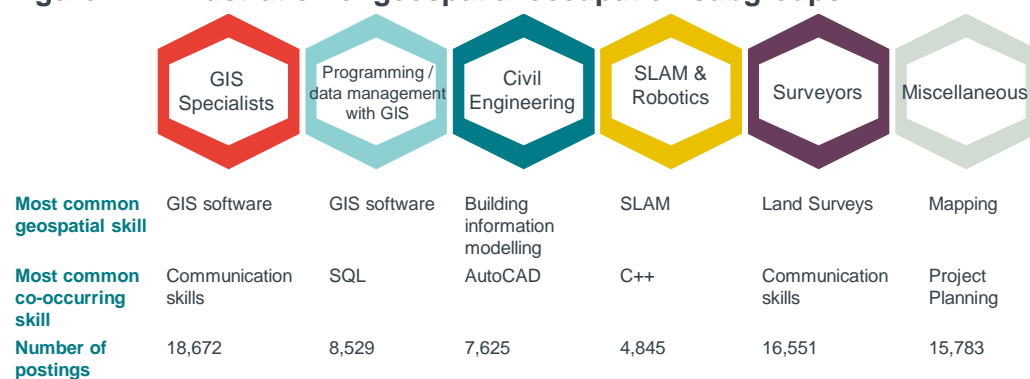 GIS
Specialists
Programming /
data management
with GIS
Civil
Engineering
SLAM &
Robotics
Surveyors
Miscellaneous
Most common
geospatial skill
GIS software
GIS software
Building
information
modelling
SLAM
Land Surveys
Mapping
Most common
co-occurring
skill
Communication
skills
SQL
AutoCAD
C++
Communication
skills
Project
Planning
Number of
postings
18,672
8,529
7,625
4,845
16,551
15,783